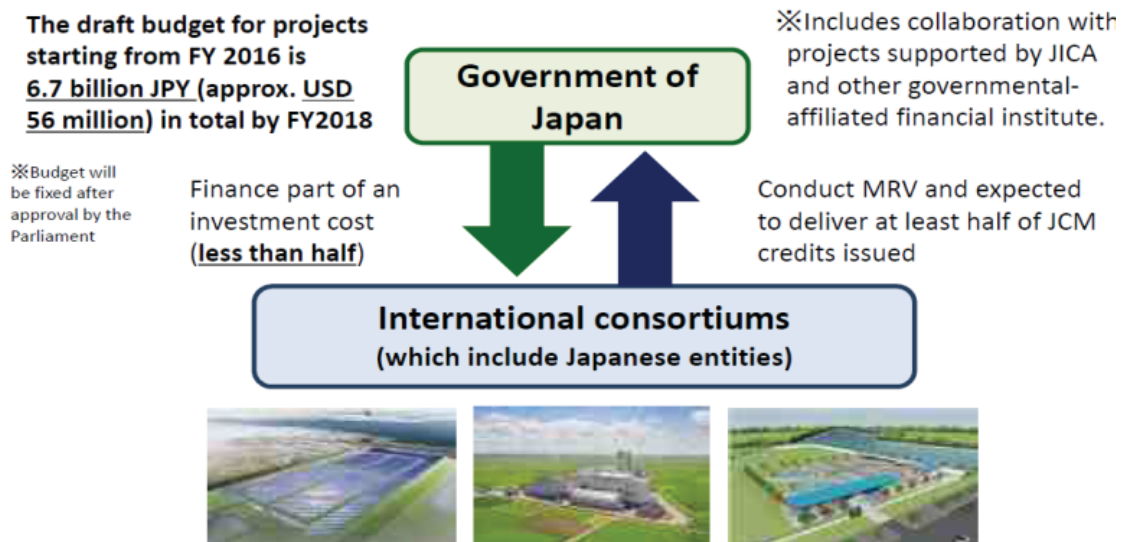 The draft budget for projects
starting from FY 2016 is
6.7 billion JPY (approx. USD
56 million) in total by FY2018
※Budget will
be fixed after
approval by the
Parliament
Government of
Japan
※Includes collaboration with
projects supported by JICA
and other governmental-
affiliated financial institute.
Finance part of an
investment cost
(less than half)
Conduct MRV and expected
to deliver at least half of JCM
credits issued
International consortiums
(which include Japanese entities)